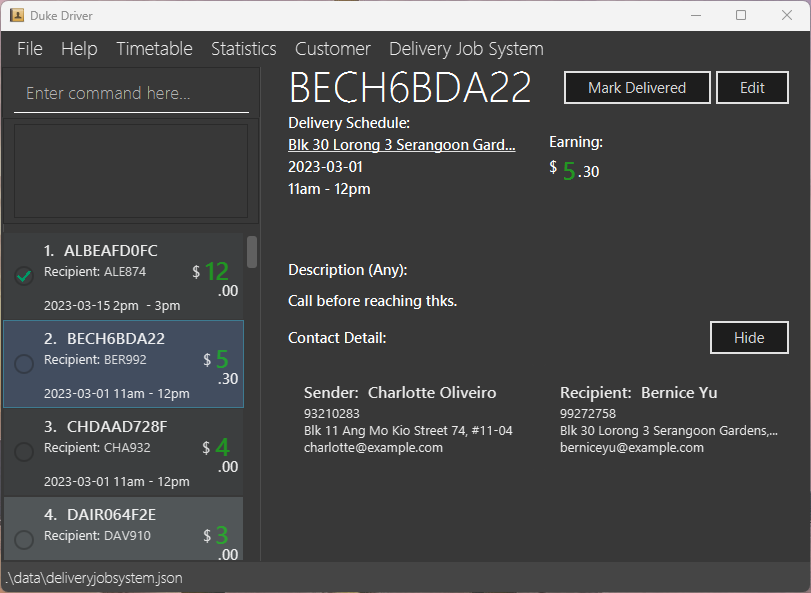 Duke Driver
File Help Timetable Statistics Customer Delivery Job System
Enter command here...
1. ALBEAFD0FC
Recipient: ALE874
$ 12
.00
2023-03-15 2pm - 3pm
2. BECH6BDA22
Recipient: BER992
$ 5
.30
2023-03-01 11am - 12pm
3. CHDAAD728F
Recipient: CHA932
$ 4
.00
2023-03-01 11am - 12pm
4. DAIR064F2E
Recipient: DAV910
$ 3
.00
BECH6BDA22
Mark Delivered
Edit
Delivery Schedule:
Blk 30 Lorong 3 Serangoon Gard...
2023-03-01
11am - 12pm
Earning:
$ 5.30
Description (Any):
Call before reaching thks.
Contact Detail:
Hide
Sender: Charlotte Oliveiro
93210283
Blk 11 Ang Mo Kio Street 74, #11-04
charlotte@example.com
Recipient: Bernice Yu
99272758
Blk 30 Lorong 3 Serangoon Gardens,...
berniceyu@example.com
.\data\deliveryjobsystem.json